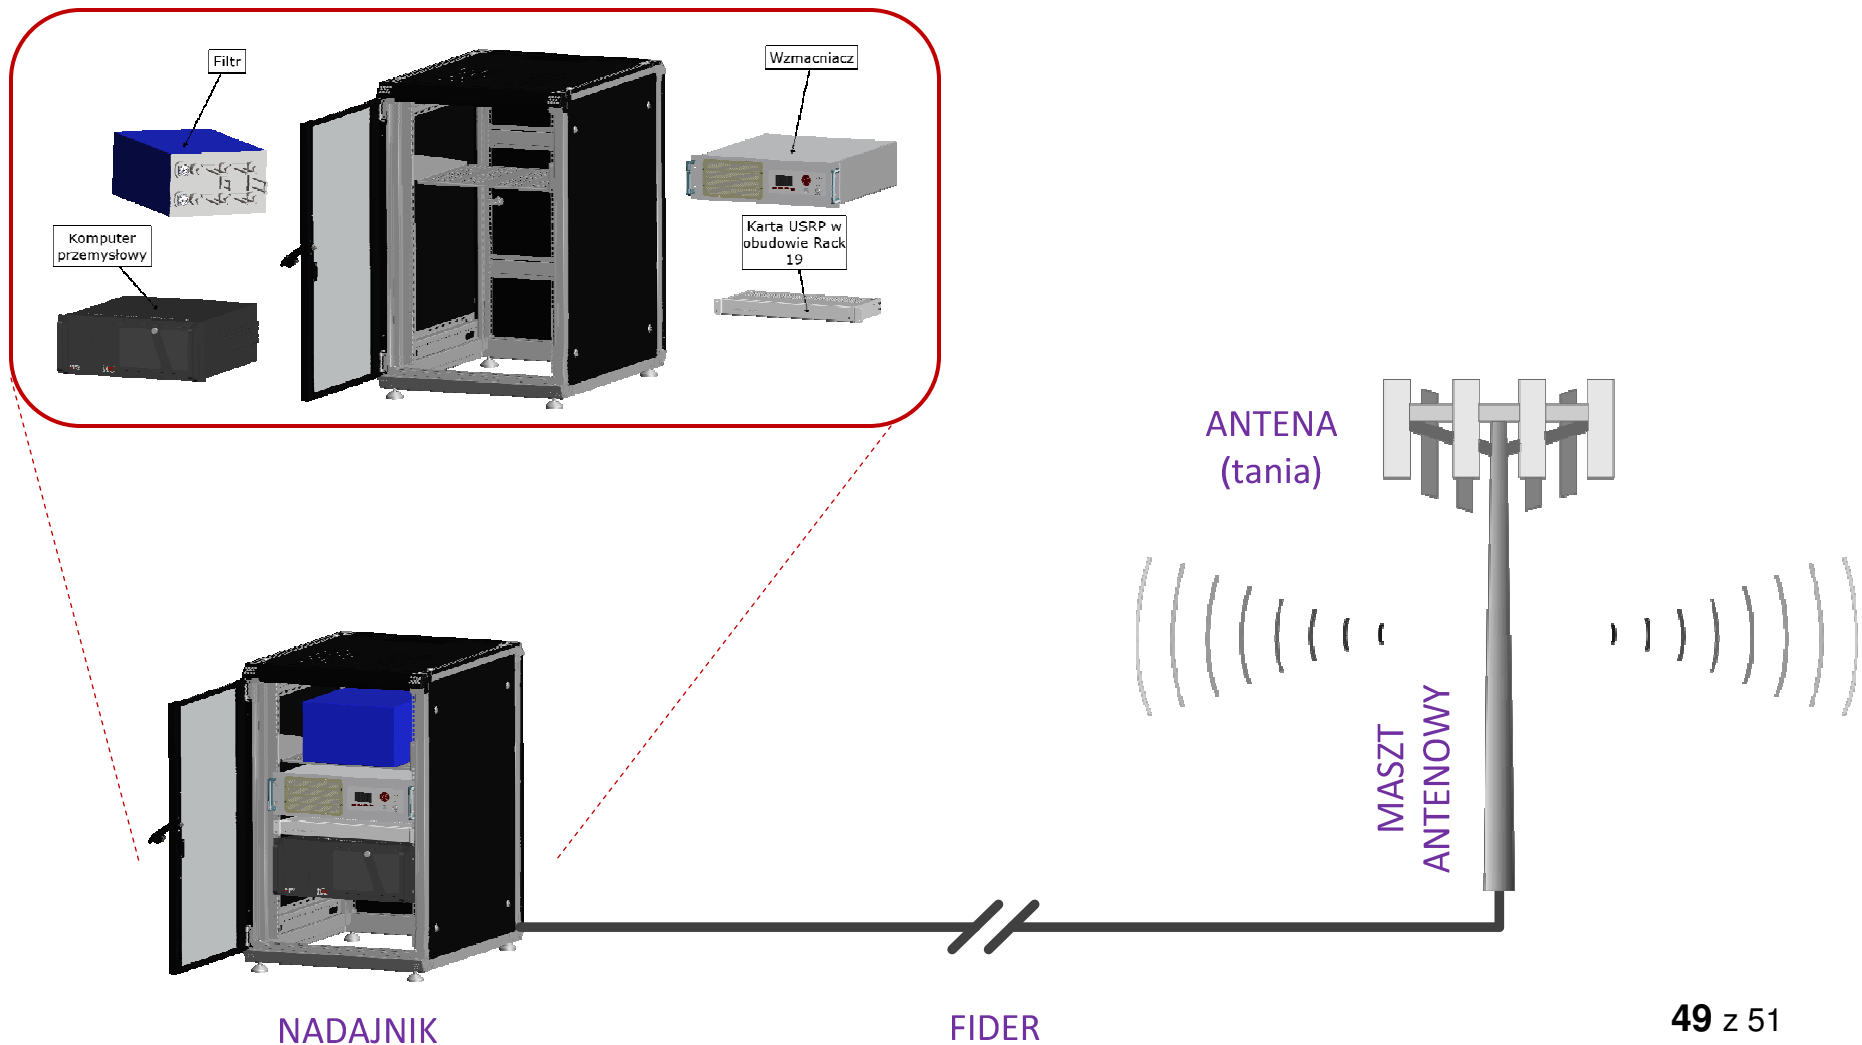 Filtr
Wzmacniacz
Komputer
przemysłowy
Karta USRP w
obudowie Rack
19
ANTENA
(tania)
MASZT
ANTENOWY
NADAJNIK
FIDER
49 z 51